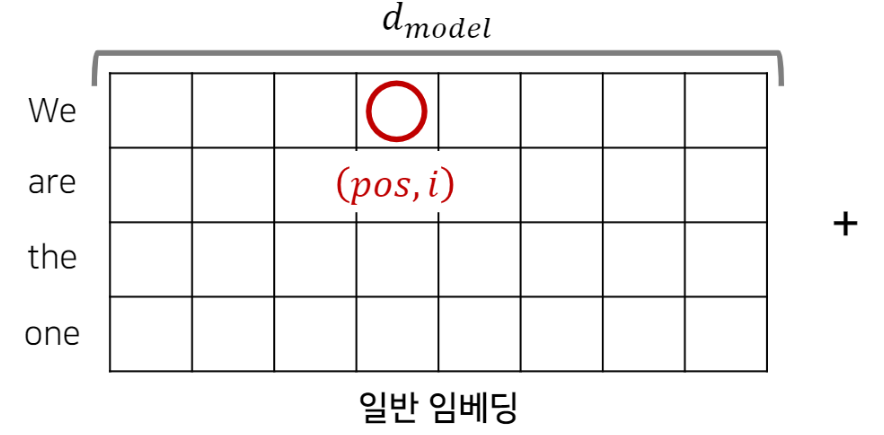 d_model
We
are
(pos, i)
the
+
one
일반 임베딩